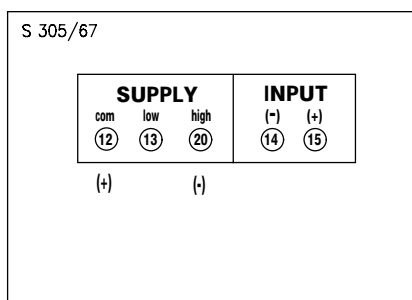 S 305/67
SUPPLY INPUT
com low high (-) (+)
12 13 20 14 15
(+) (-)